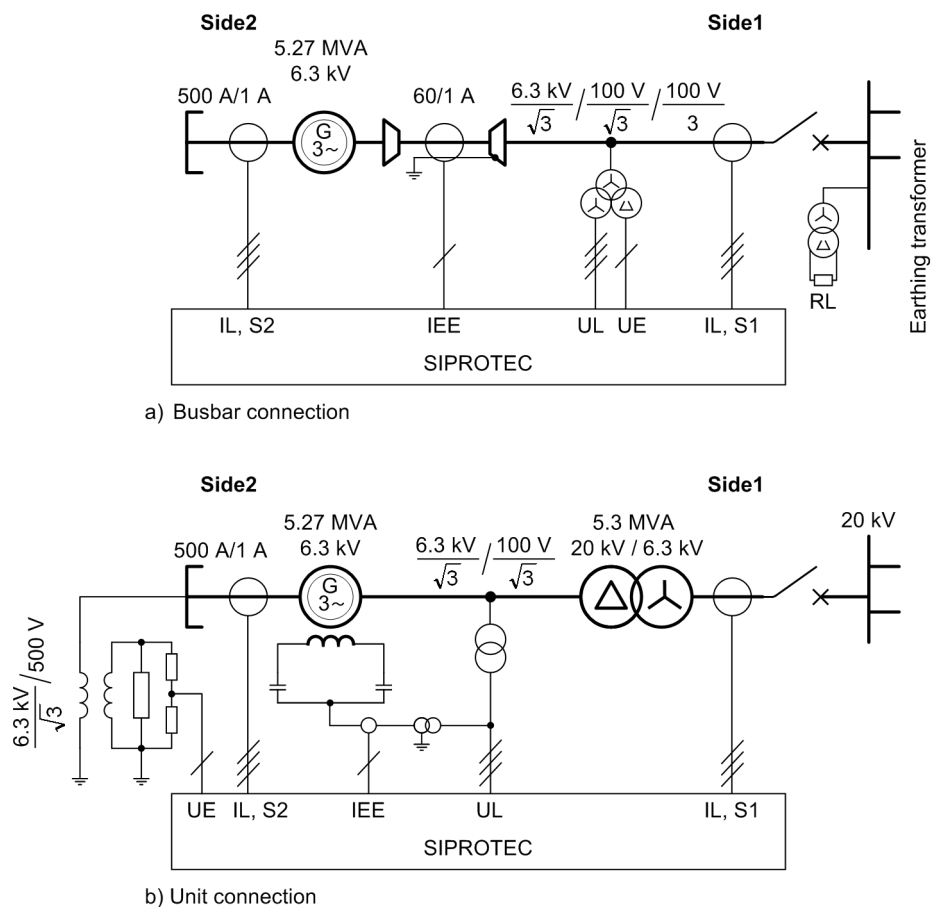 Side2
Side1
5.27 MVA
6.3 kV
500 A/1 A
60/1 A
6.3 kV/√3 / 100 V/√3 / 100 V/3
G
3~
Earthing transformer
RL
IL, S2
IEE
UL
UE
IL, S1
SIPROTEC
a) Busbar connection
Side2
Side1
5.27 MVA
6.3 kV
5.3 MVA
20 kV / 6.3 kV
20 kV
500 A/1 A
6.3 kV/√3 / 100 V/√3
G
3~
6.3 kV/√3 / 500 V
UE
IL, S2
IEE
UL
IL, S1
SIPROTEC
b) Unit connection